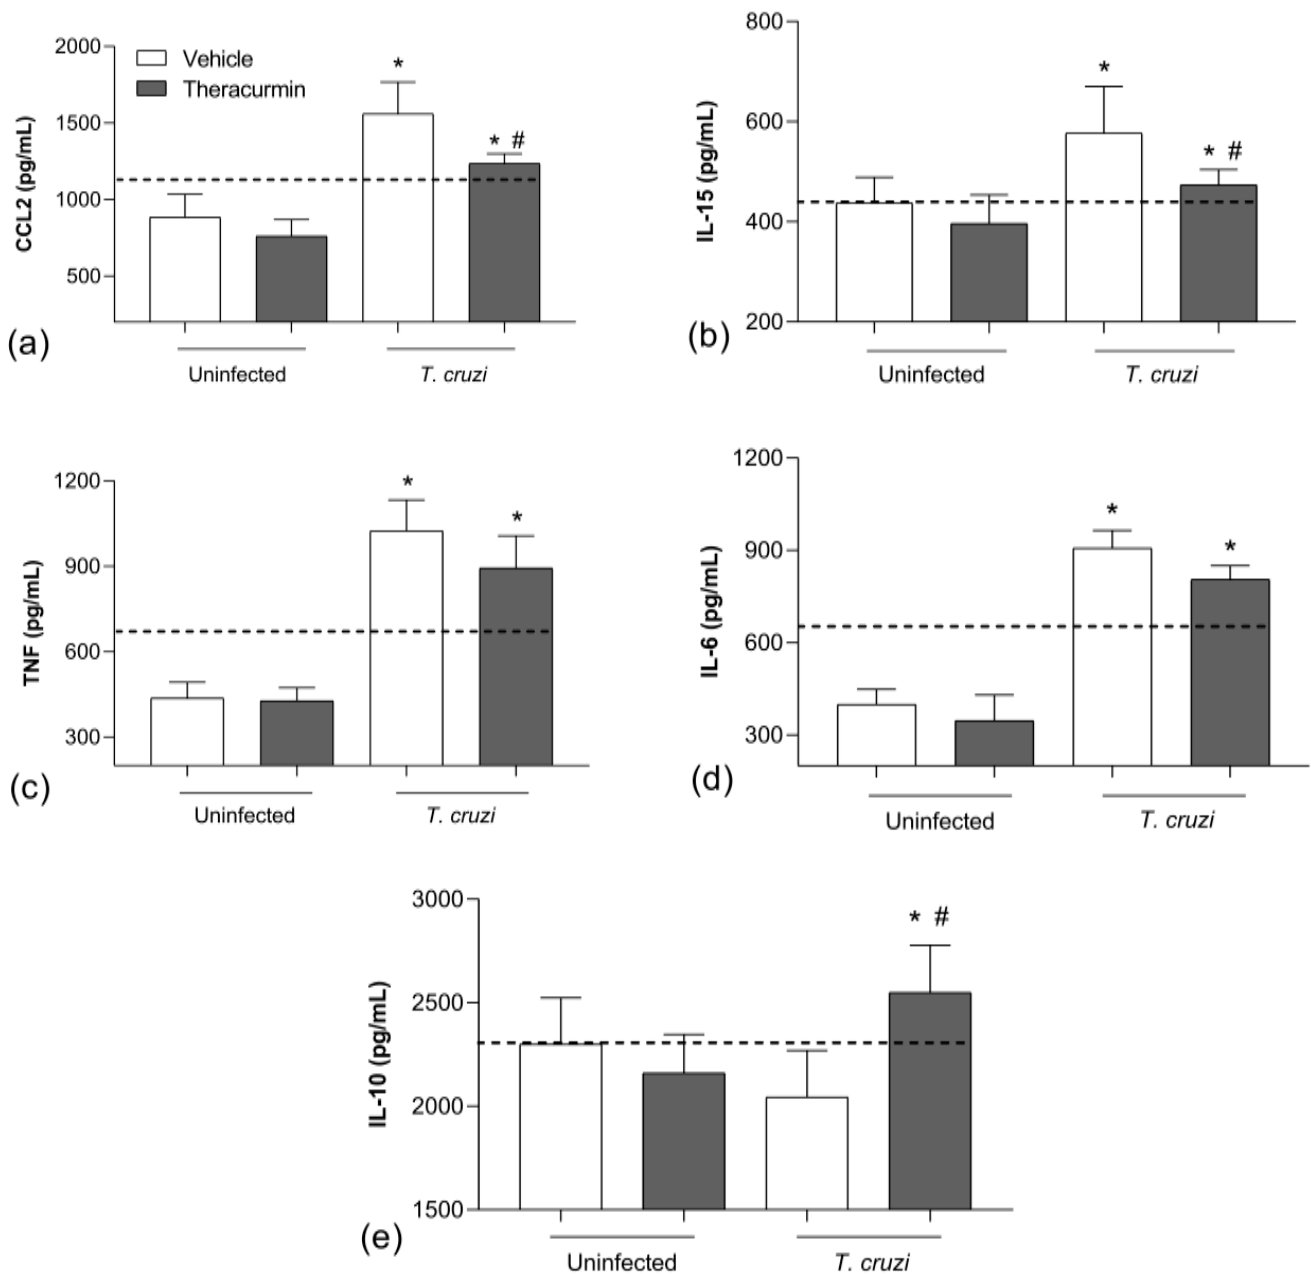 2000
1500
1000
500
CCL2 (pg/mL)
Vehicle
Theracurmin
*
* #
Uninfected
T. cruzi
(a)
800
600
400
200
IL-15 (pg/mL)
*
* #
Uninfected
T. cruzi
(b)
1200
900
600
300
TNF (pg/mL)
*
*
Uninfected
T. cruzi
(c)
1200
900
600
300
IL-6 (pg/mL)
*
*
Uninfected
T. cruzi
(d)
3000
2500
2000
1500
IL-10 (pg/mL)
* #
Uninfected
T. cruzi
(e)